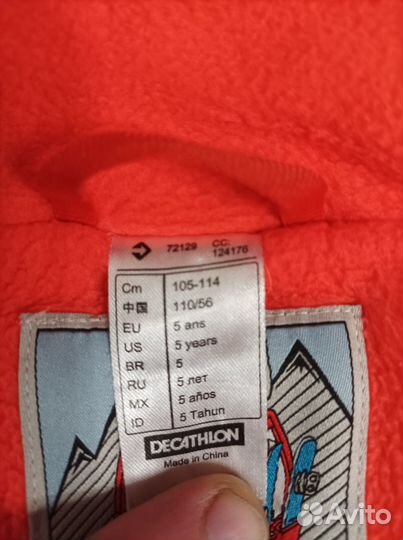 72129 CC: 124176
Cm 105-114
中国 110/56
EU 5 ans
US 5 years
BR 5
RU 5 лет
MX 5 años
ID 5 Tahun
DECATHLON
Made in China
Avito